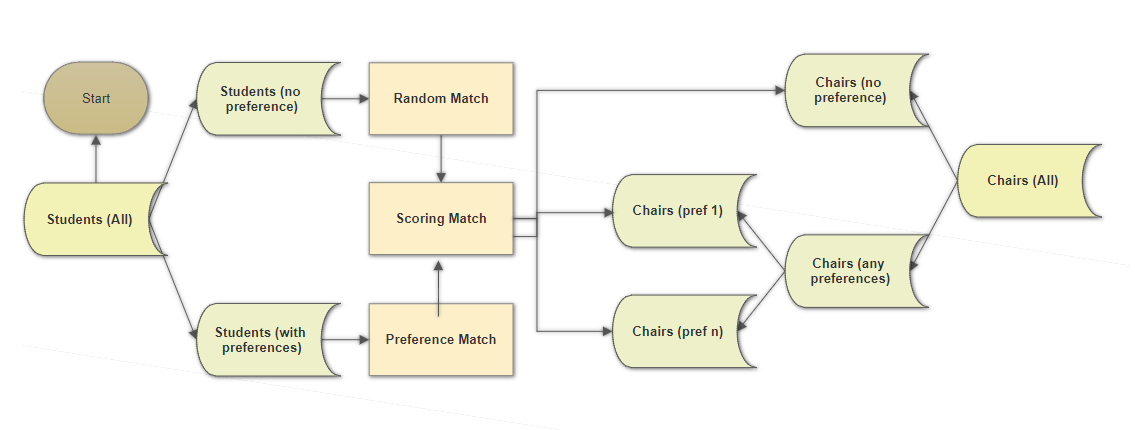 Start
Students (no
preference)
Random Match
Chairs (no
preference)
Students (All)
Scoring Match
Chairs (pref 1)
Chairs (All)
Chairs (any
preferences)
Students (with
preferences)
Preference Match
Chairs (pref n)